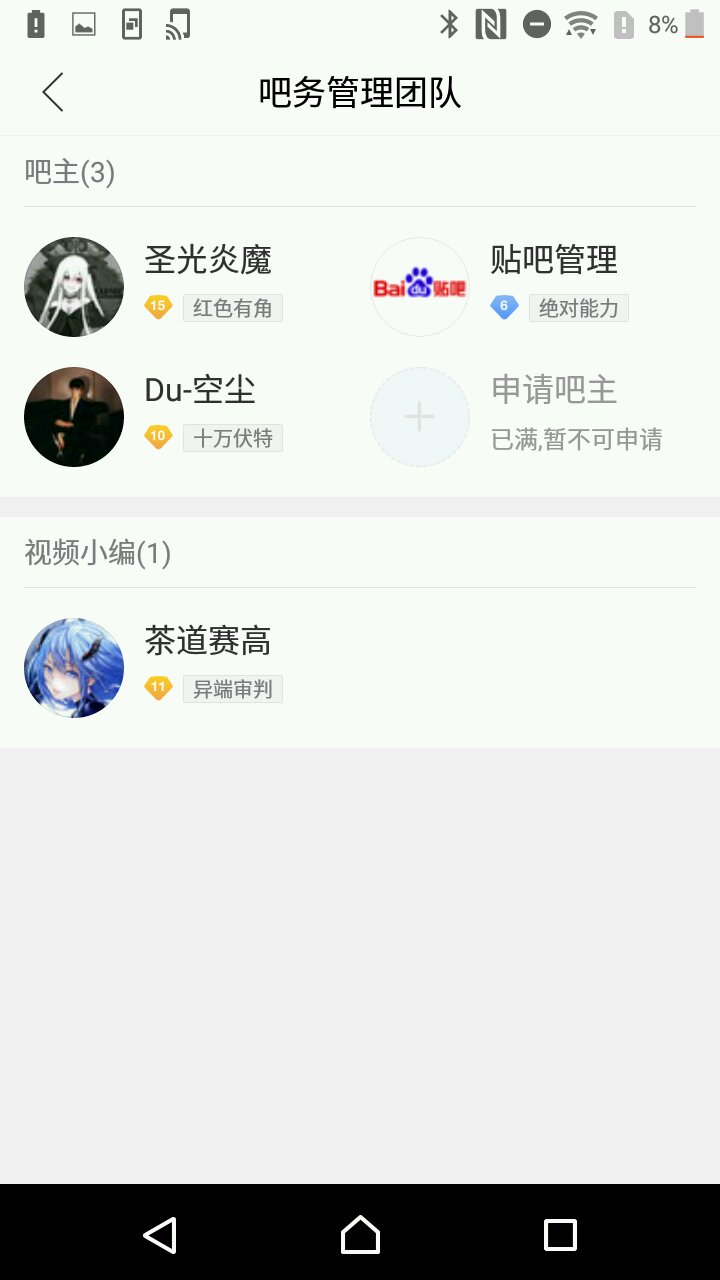 8%
吧务管理团队
吧主(3)
圣光炎魔
15 红色有角
Bai du 贴吧
贴吧管理
6 绝对能力
Du-空尘
10 十万伏特
申请吧主
已满,暂不可申请
视频小编(1)
茶道赛高
11 异端审判